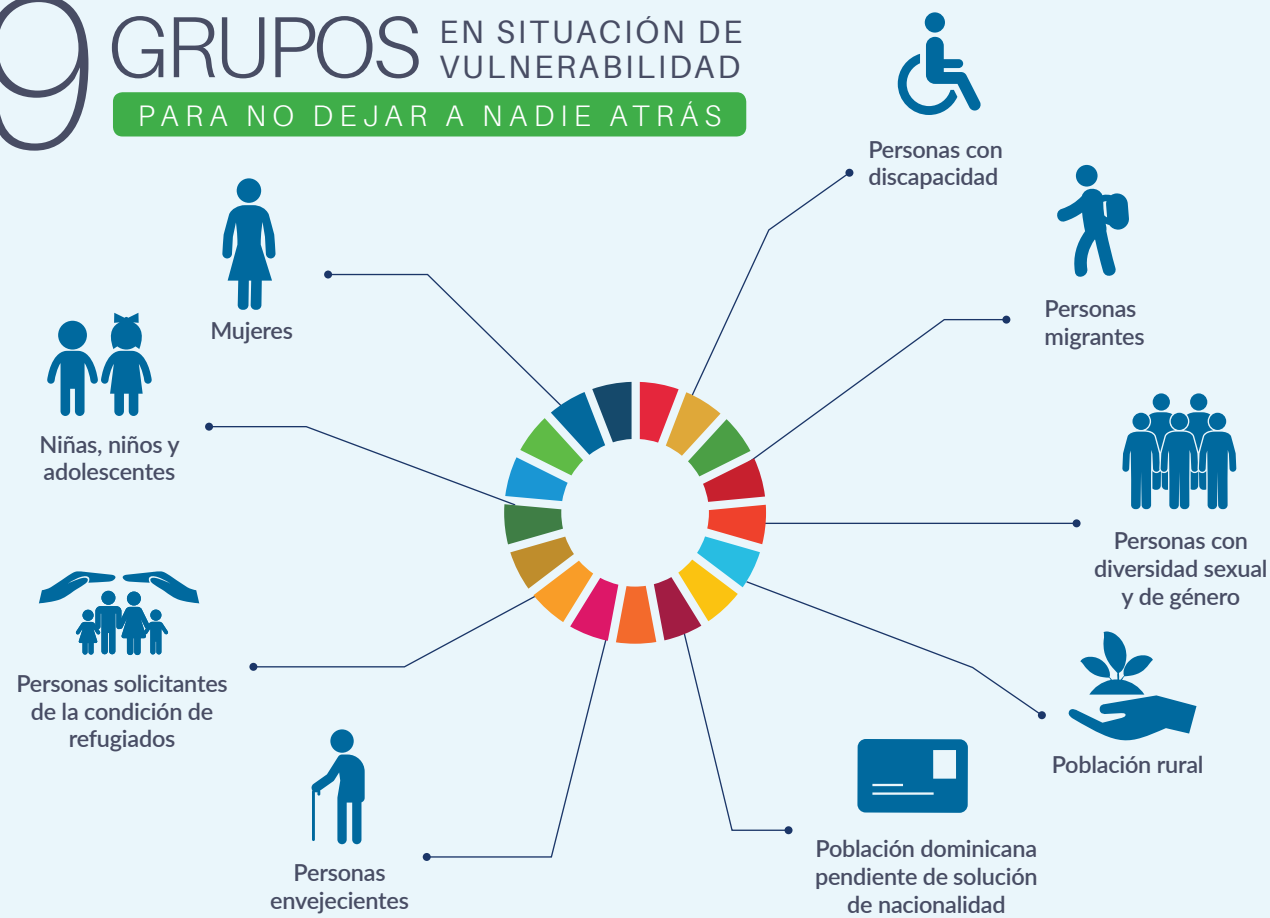 9 GRUPOS EN SITUACIÓN DE
VULNERABILIDAD
PARA NO DEJAR A NADIE ATRÁS
Personas con
discapacidad
Personas
migrantes
Personas con
diversidad sexual
y de género
Población rural
Población dominicana
pendiente de solución
de nacionalidad
Personas
envejecientes
Personas solicitantes
de la condición de
refugiados
Niñas, niños y
adolescentes
Mujeres